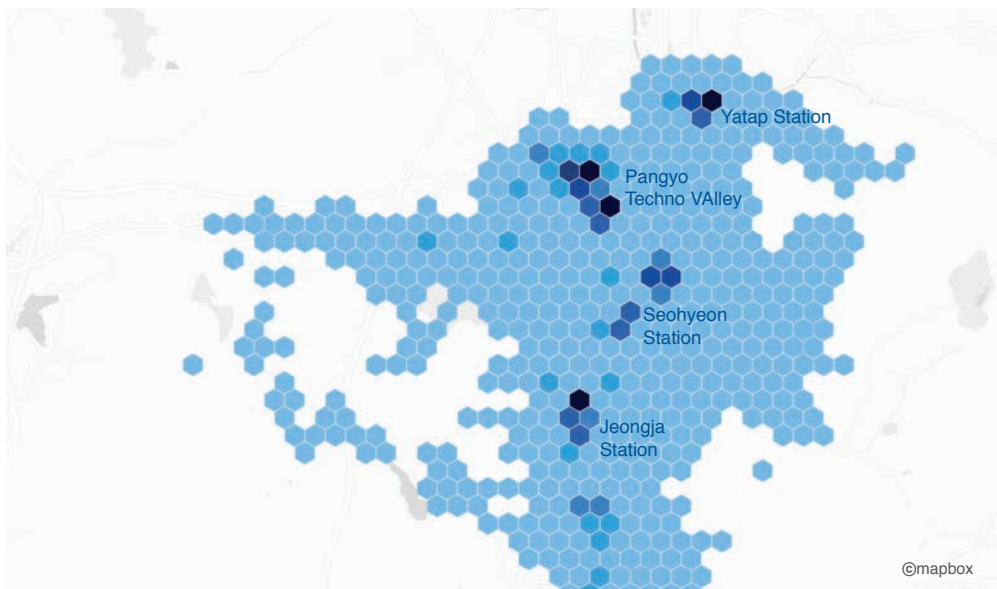 Yatap Station
Pangyo
Techno VAlley
Seohyeon
Station
Jeongja
Station
©mapbox